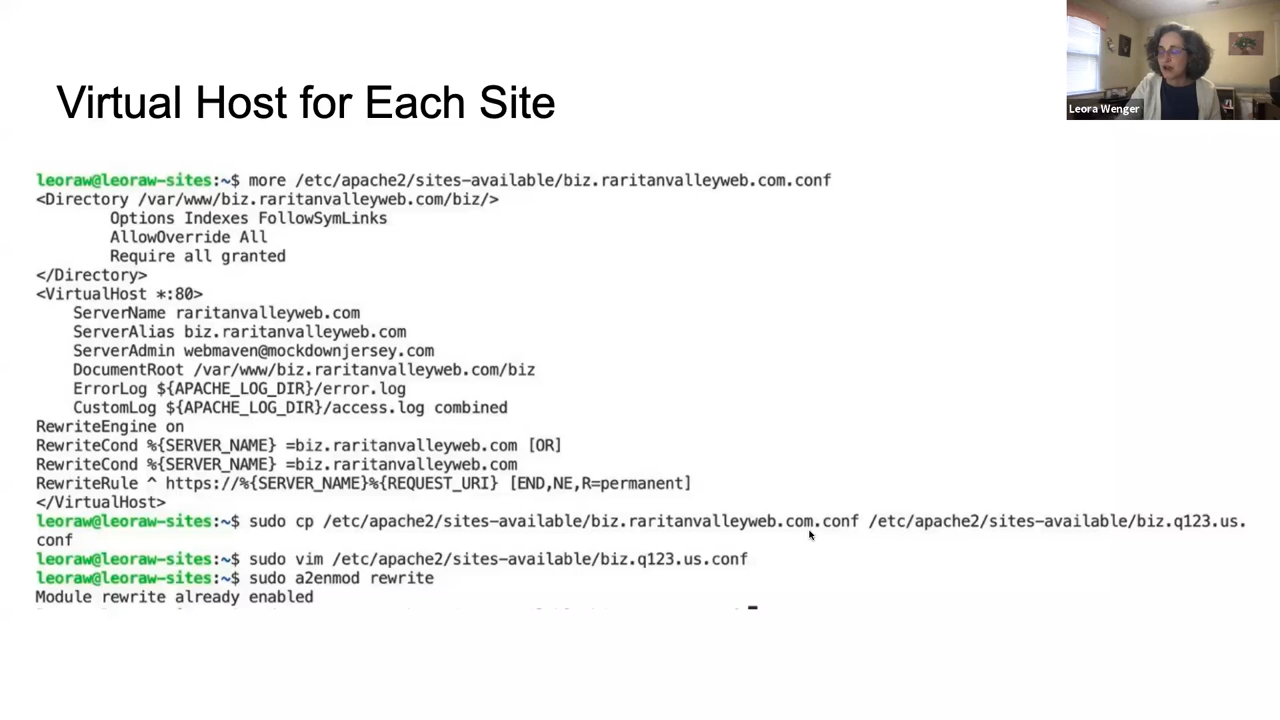 Virtual Host for Each Site
Leora Wenger
leoraw@leoraw-sites:~$ more /etc/apache2/sites-available/biz.raritanvalleyweb.com.conf
<Directory /var/www/biz.raritanvalleyweb.com/biz/>
        Options Indexes FollowSymLinks
        AllowOverride All
        Require all granted
</Directory>
<VirtualHost *:80>
    ServerName raritanvalleyweb.com
    ServerAlias biz.raritanvalleyweb.com
    ServerAdmin webmaven@mockdownjersey.com
    DocumentRoot /var/www/biz.raritanvalleyweb.com/biz
    ErrorLog ${APACHE_LOG_DIR}/error.log
    CustomLog ${APACHE_LOG_DIR}/access.log combined
RewriteEngine on
RewriteCond %{SERVER_NAME} =biz.raritanvalleyweb.com [OR]
RewriteCond %{SERVER_NAME} =biz.raritanvalleyweb.com
RewriteRule ^ https://%{SERVER_NAME}%{REQUEST_URI} [END,NE,R=permanent]
</VirtualHost>
leoraw@leoraw-sites:~$ sudo cp /etc/apache2/sites-available/biz.raritanvalleyweb.com.conf /etc/apache2/sites-available/biz.q123.us.
conf
leoraw@leoraw-sites:~$ sudo vim /etc/apache2/sites-available/biz.q123.us.conf
leoraw@leoraw-sites:~$ sudo a2enmod rewrite
Module rewrite already enabled